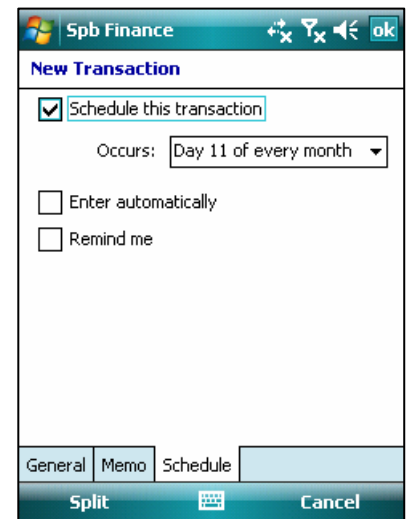 Spb Finance ok
New Transaction
Schedule this transaction
Occurs: Day 11 of every month
Enter automatically
Remind me
General Memo Schedule
Split Cancel